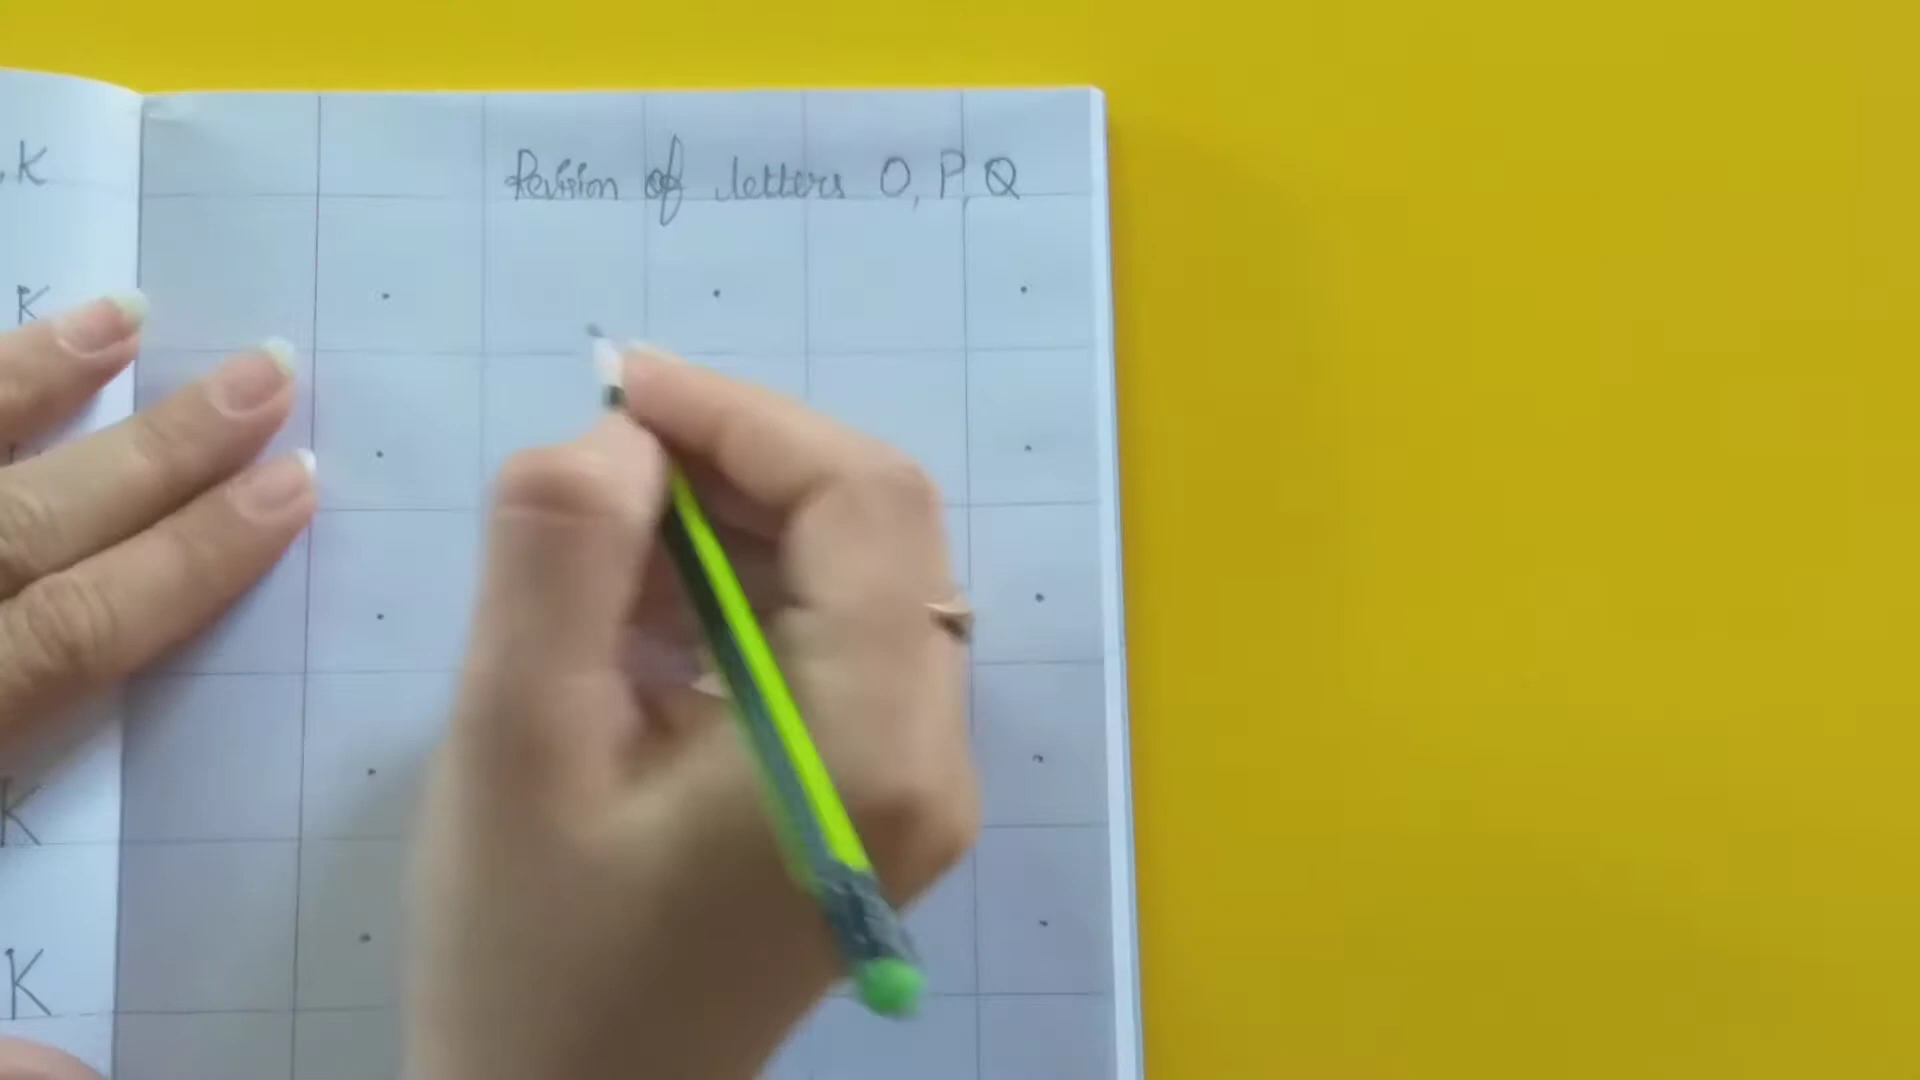 Revision of letters O, P, Q
, K
K
K
K